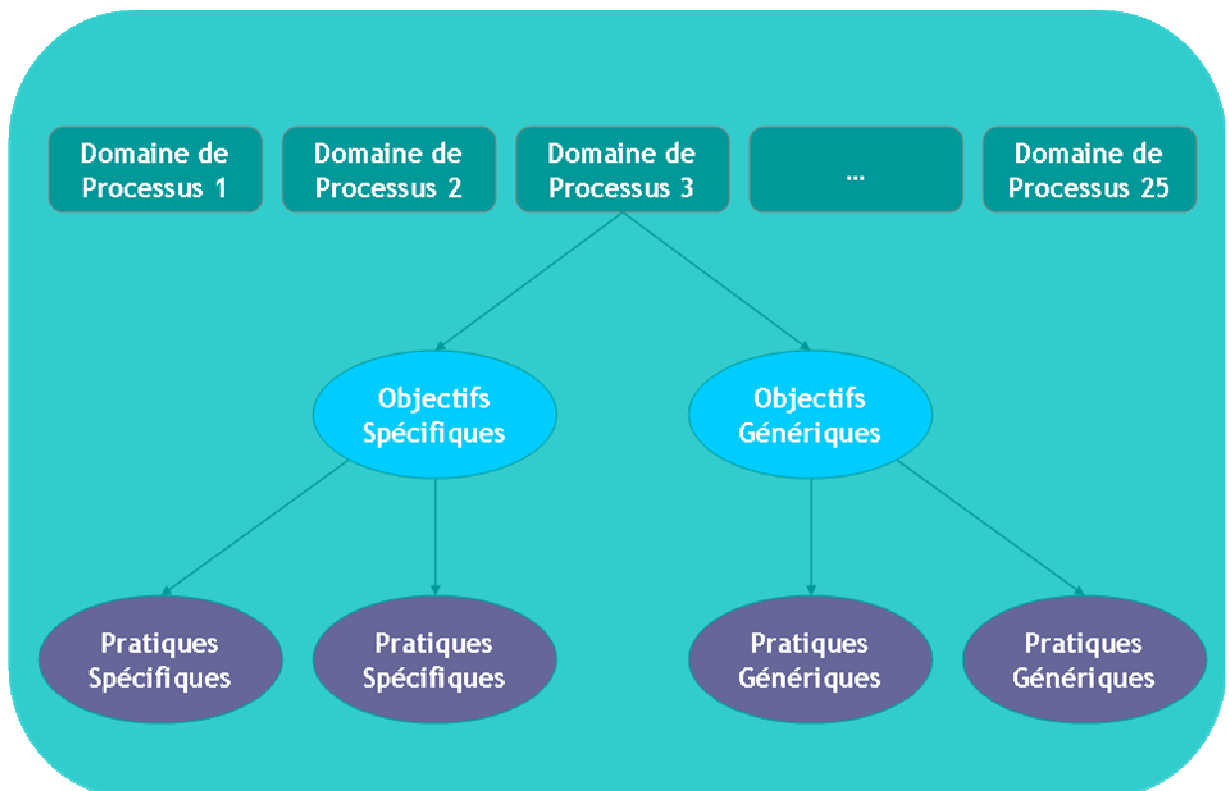 Domaine de
Processus 1
Domaine de
Processus 2
Domaine de
Processus 3
...
Domaine de
Processus 25
Objectifs
Spécifiques
Objectifs
Génériques
Pratiques
Spécifiques
Pratiques
Spécifiques
Pratiques
Génériques
Pratiques
Génériques